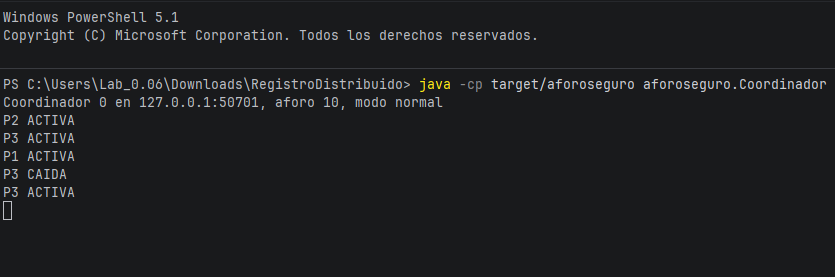 Windows PowerShell 5.1
Copyright (C) Microsoft Corporation. Todos los derechos reservados.
PS C:\Users\Lab_0.06\Downloads\RegistroDistribuido> java -cp target/aforoseguro aforoseguro.Coordinador
Coordinador 0 en 127.0.0.1:50701, aforo 10, modo normal
P2 ACTIVA
P3 ACTIVA
P1 ACTIVA
P3 CAIDA
P3 ACTIVA